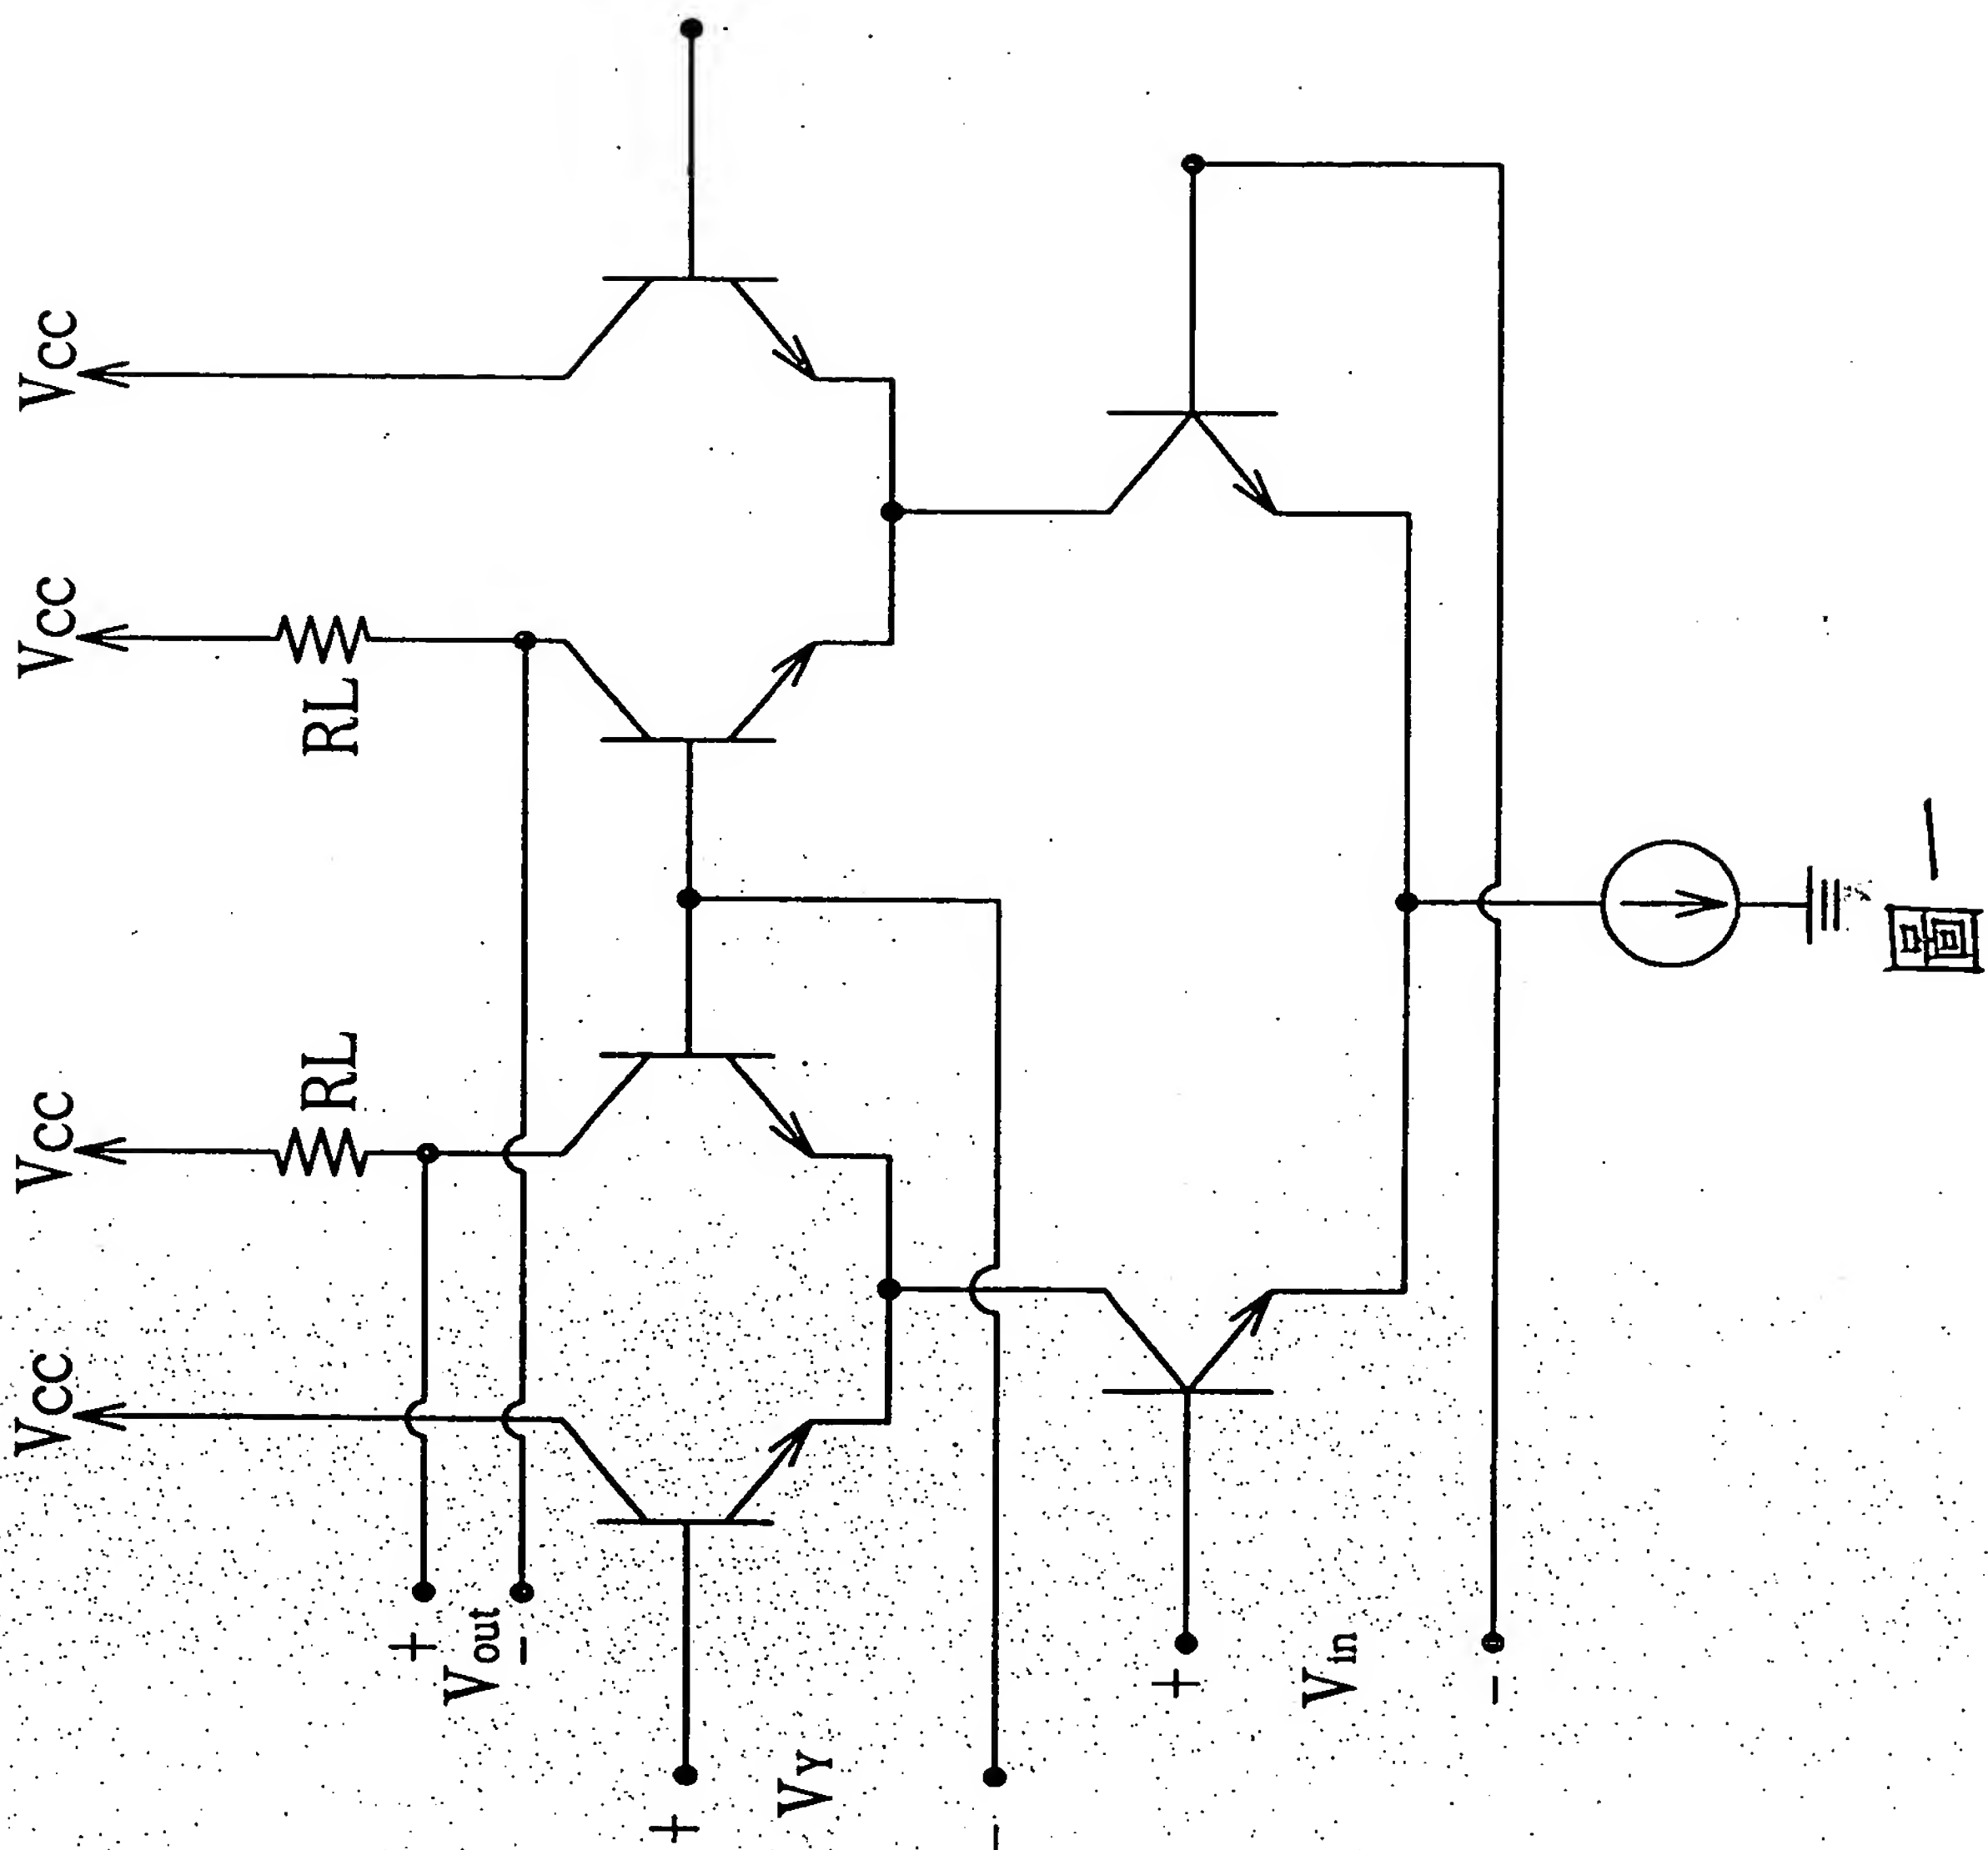 VCC
VCC
VCC
VCC
RL
RL
+
Vout
-
+
VY
-
+
Vin
-
圖一